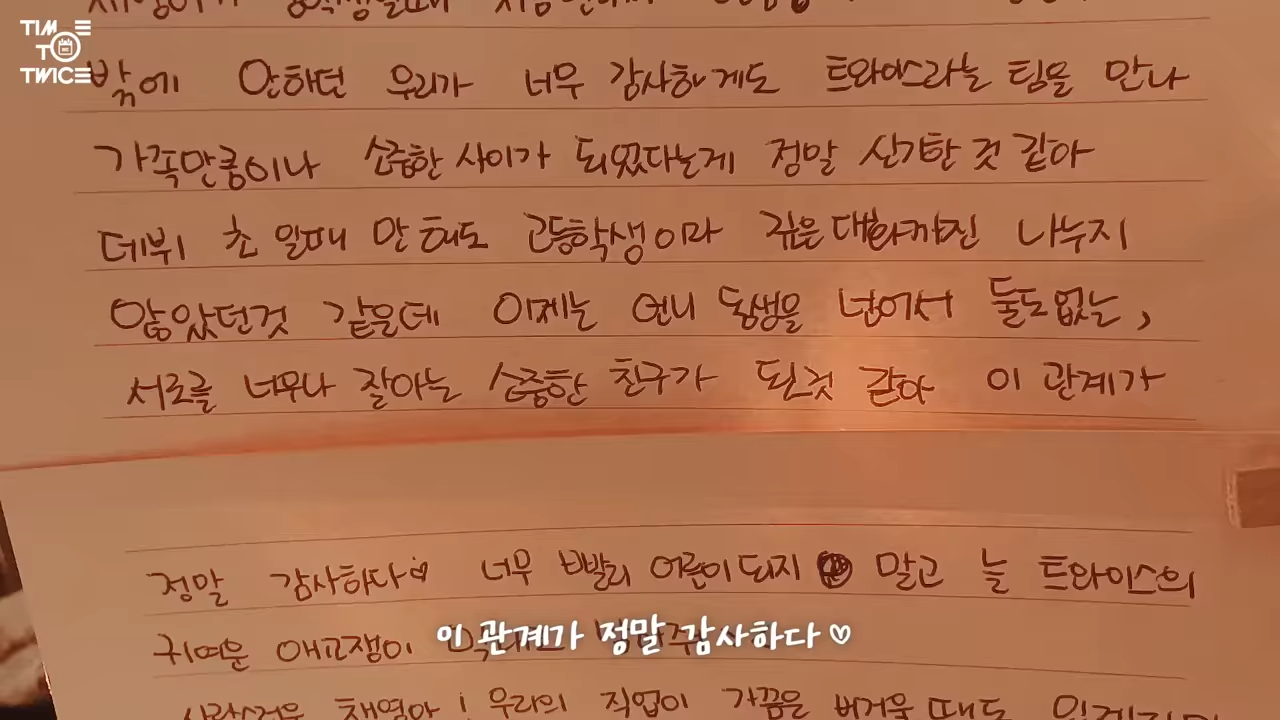 TIME
TO
TWICE
밖에 안하던 우리가 너무 감사하게도 트와이스라는 팀을 만나
가족만큼이나 소중한 사이가 되었다는게 정말 신기한 것 같아
데뷔 초 일때만 해도 고등학생이라 깊은 대화까진 나누지
않았던것 같은데 이제는 언니 동생을 넘어서 둘도없는,
서로를 너무나 잘아는 소중한 친구가 된것 같아 이 관계가
정말 감사하다♡ 너무 빨리 어른이되지 말고 늘 트와이스의
귀여운 애교쟁이
이 관계가 정말 감사하다♡
사랑스러운 채영아! 우리의 직업이 가끔은 버거울때도